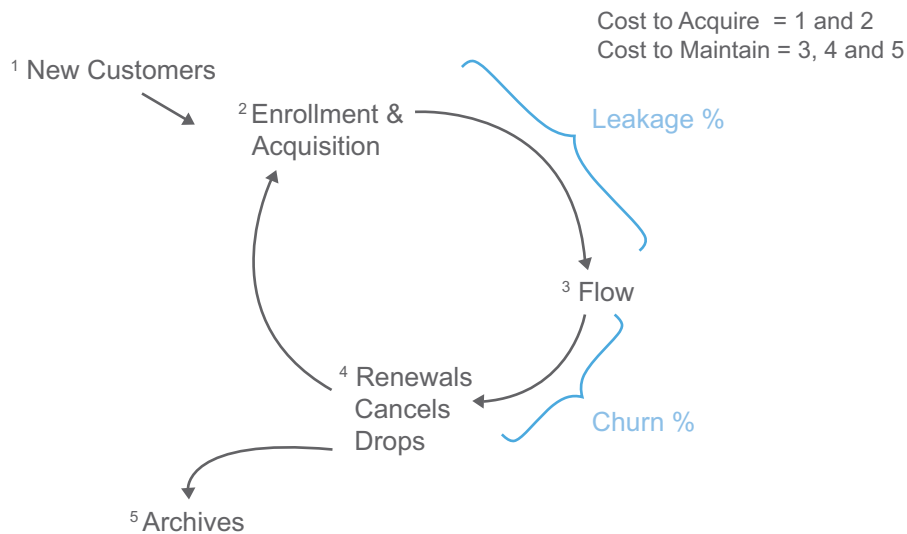 Cost to Acquire = 1 and 2
Cost to Maintain = 3, 4 and 5
¹ New Customers
² Enrollment &
Acquisition
Leakage %
³ Flow
⁴ Renewals
Cancels
Drops
Churn %
⁵ Archives